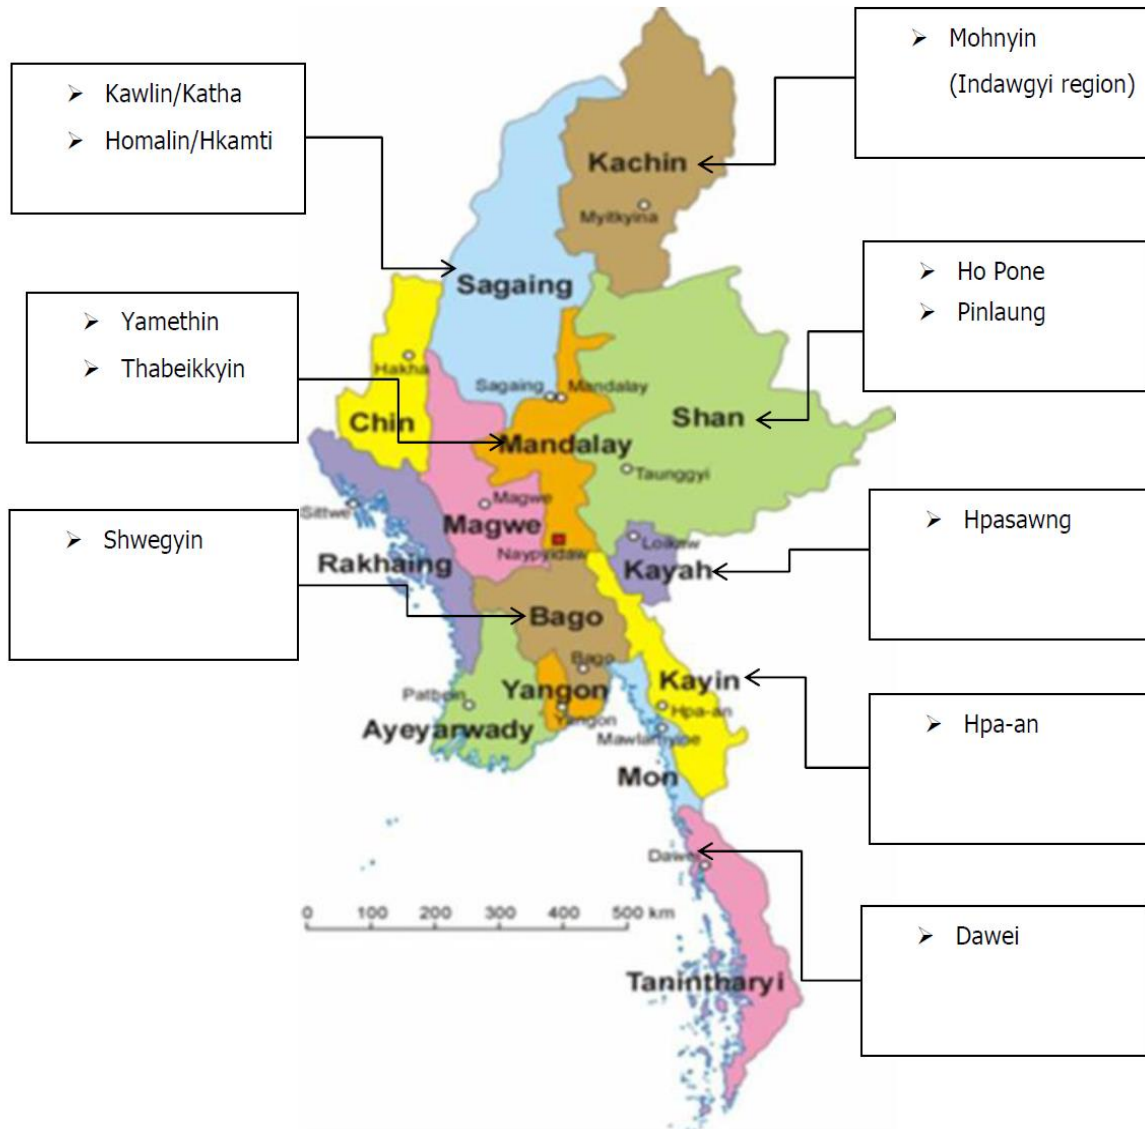 ➢ Mohnyin
(Indawgyi region)
➢ Kawlin/Katha
➢ Homalin/Hkamti
Kachin
Myitkyina
➢ Ho Pone
➢ Pinlaung
Sagaing
➢ Yamethin
➢ Thabeikkyin
Hakha
Sagaing
Mandalay
Chin
Shan
Mandalay
Taunggyi
Magwe
Sittwe
Magwe
➢ Shwegyin
➢ Hpasawng
Naypyidaw
Loikaw
Rakhaing
Kayah
Bago
Bago
Kayin
Pathein
Yangon
Hpa-an
Yangon
Ayeyarwady
Mawlamyine
➢ Hpa-an
Mon
Dawei
0 100 200 300 400 500 km
➢ Dawei
Tanintharyi